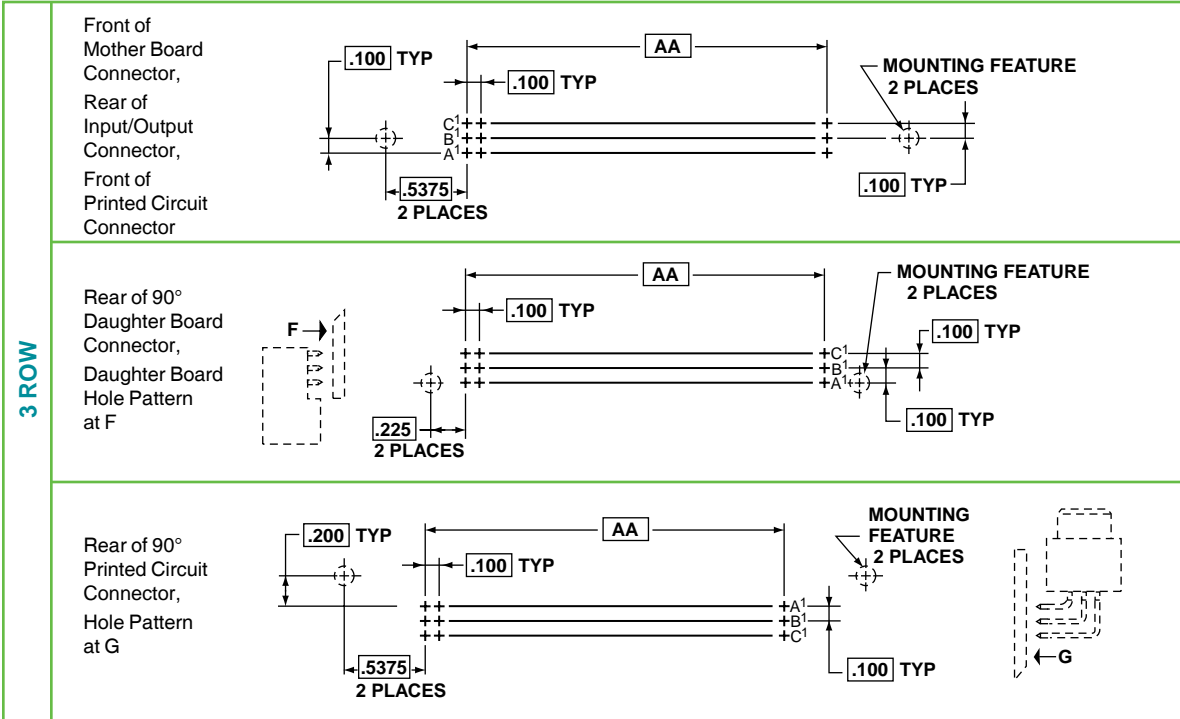 3 ROW
Front of
Mother Board
Connector,
Rear of
Input/Output
Connector,
Front of
Printed Circuit
Connector
.100 TYP
AA
.100 TYP
MOUNTING FEATURE
2 PLACES
C1
B1
A1
.5375
2 PLACES
.100 TYP
Rear of 90°
Daughter Board
Connector,
Daughter Board
Hole Pattern
at F
F
AA
.100 TYP
MOUNTING FEATURE
2 PLACES
.100 TYP
C1
B1
A1
.225
2 PLACES
.100 TYP
Rear of 90°
Printed Circuit
Connector,
Hole Pattern
at G
.200 TYP
AA
.100 TYP
MOUNTING
FEATURE
2 PLACES
A1
B1
C1
.5375
2 PLACES
.100 TYP
G